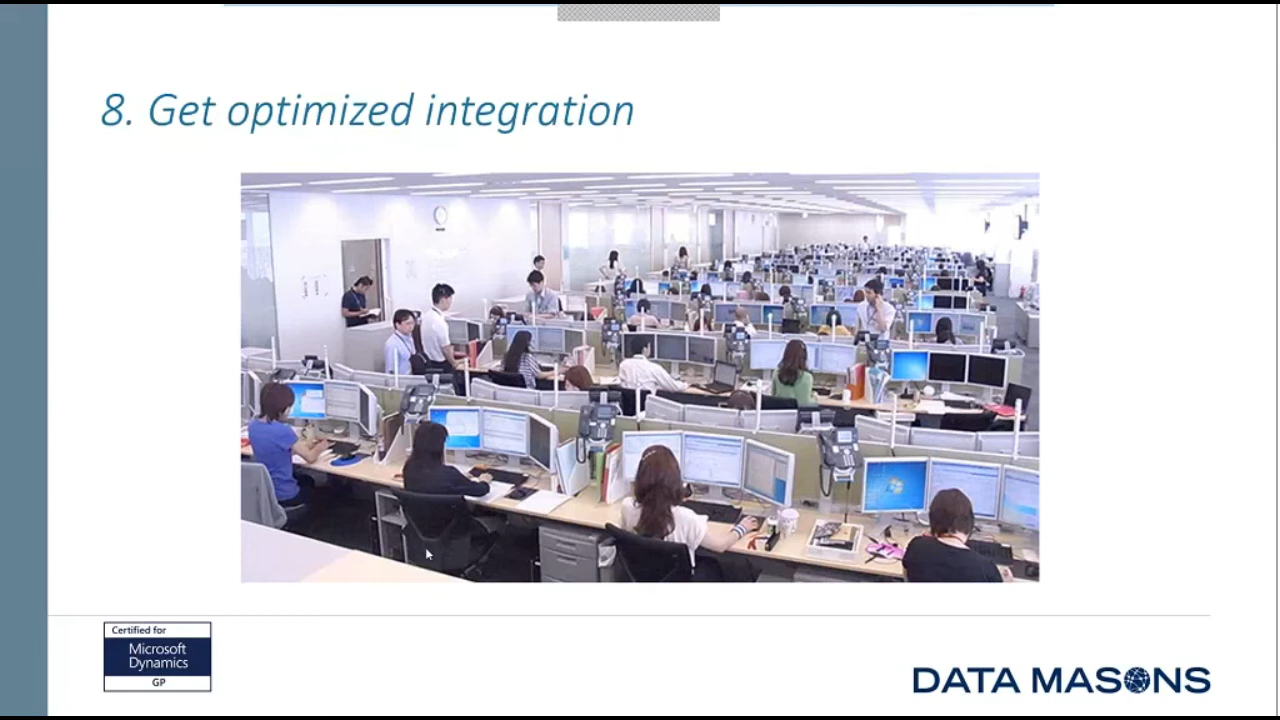 8. Get optimized integration
Certified for
Microsoft
Dynamics
GP
DATA MASONS